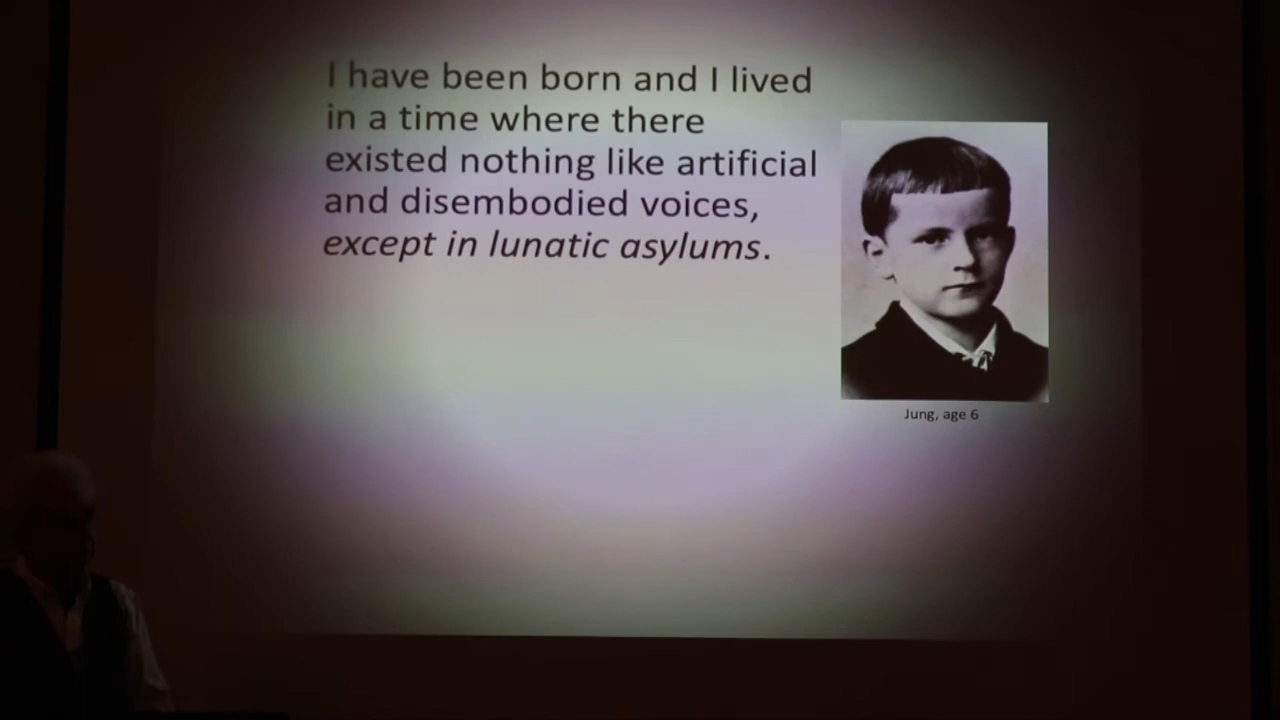 I have been born and I lived
in a time where there
existed nothing like artificial
and disembodied voices,
except in lunatic asylums.
Jung, age 6